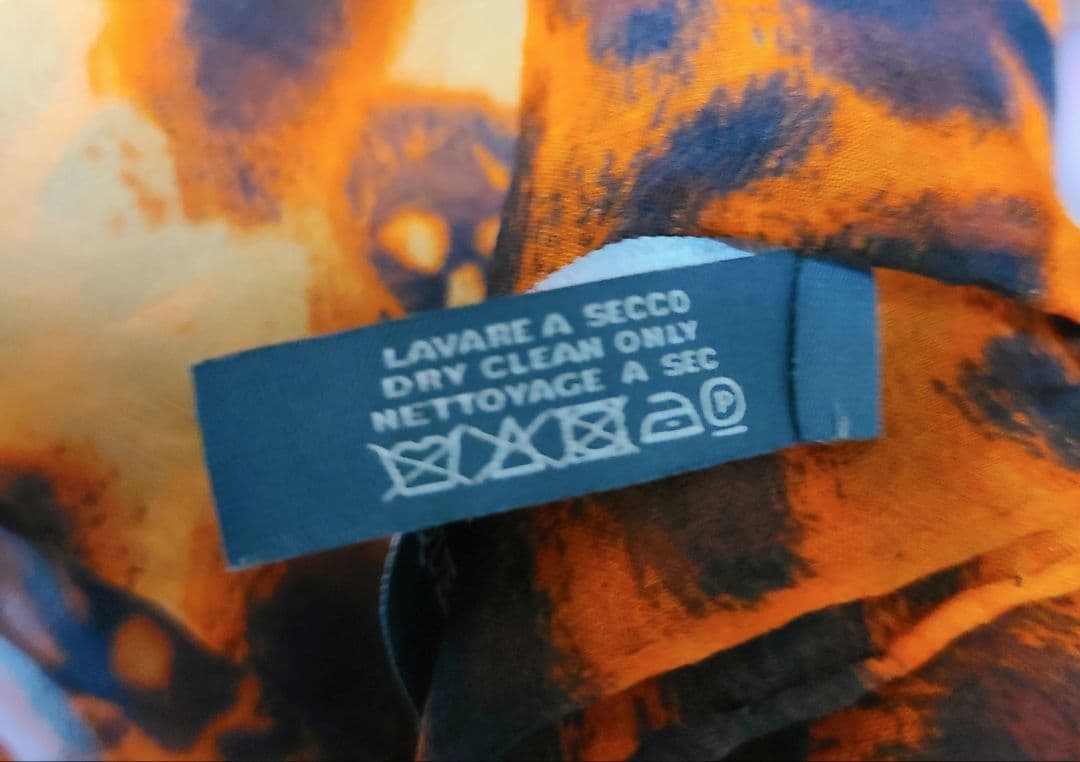 LAVARE A SECCO
DRY CLEAN ONLY
NETTOYAGE A SEC
P